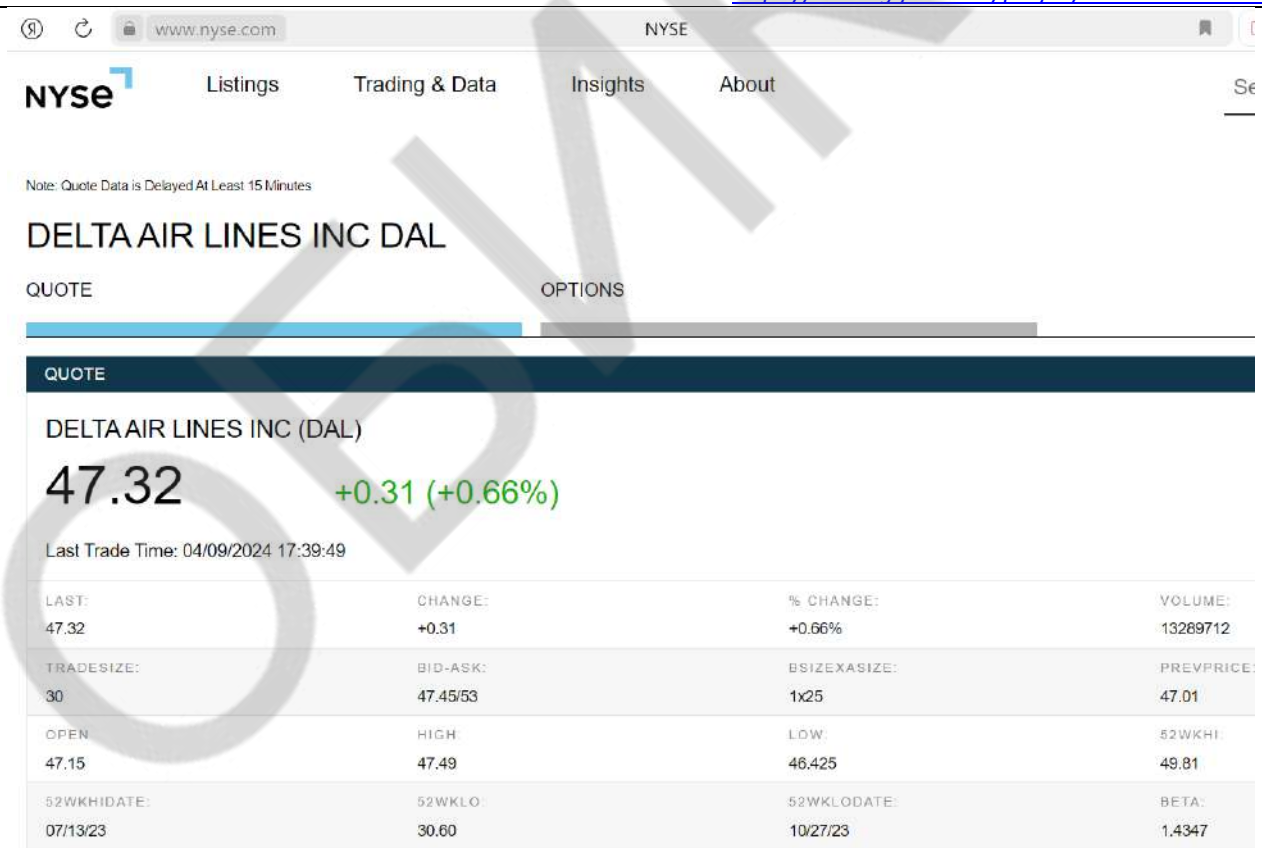 www.nyse.com NYSE
NYSE Listings Trading & Data Insights About Se
Note: Quote Data is Delayed At Least 15 Minutes
DELTA AIR LINES INC DAL
QUOTE OPTIONS
QUOTE
DELTA AIR LINES INC (DAL)
47.32 +0.31 (+0.66%)
Last Trade Time: 04/09/2024 17:39:49
LAST: CHANGE: % CHANGE: VOLUME:
47.32 +0.31 +0.66% 13289712
TRADESIZE: BID-ASK: BSIZEXASIZE: PREVPRICE:
30 47.45/53 1x25 47.01
OPEN HIGH: LOW: 52WKHI:
47.15 47.49 46.425 49.81
52WKHIDATE: 52WKLO: 52WKLODATE: BETA:
07/13/23 30.60 10/27/23 1.4347